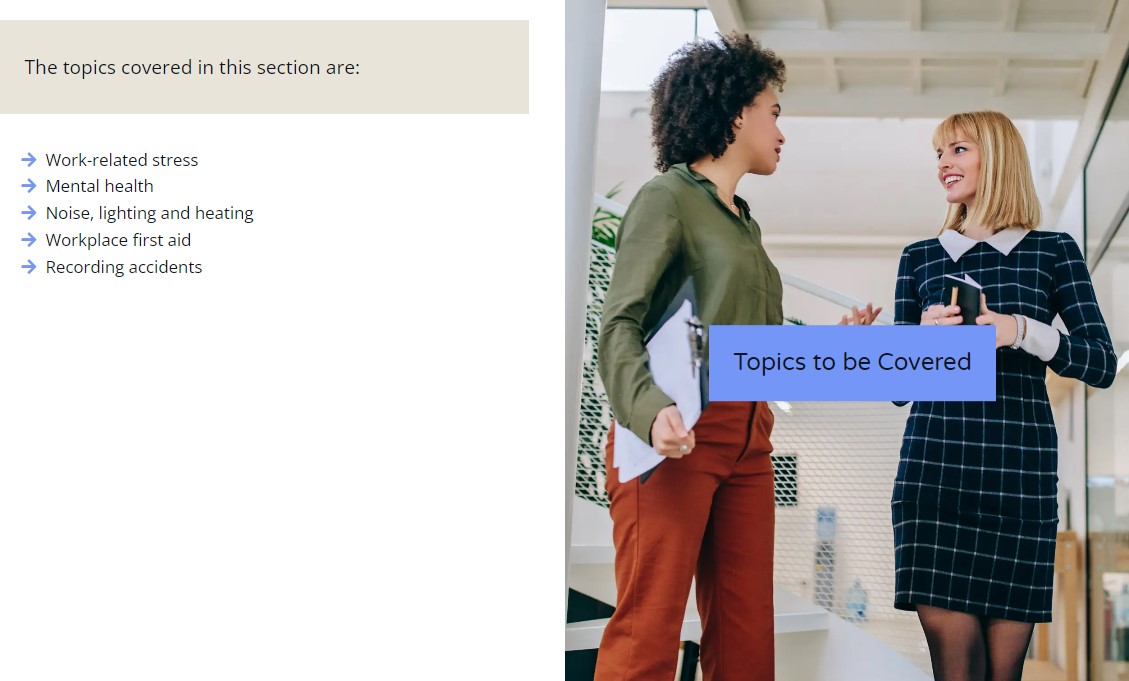 The topics covered in this section are:
Work-related stress
Mental health
Noise, lighting and heating
Workplace first aid
Recording accidents
Topics to be Covered